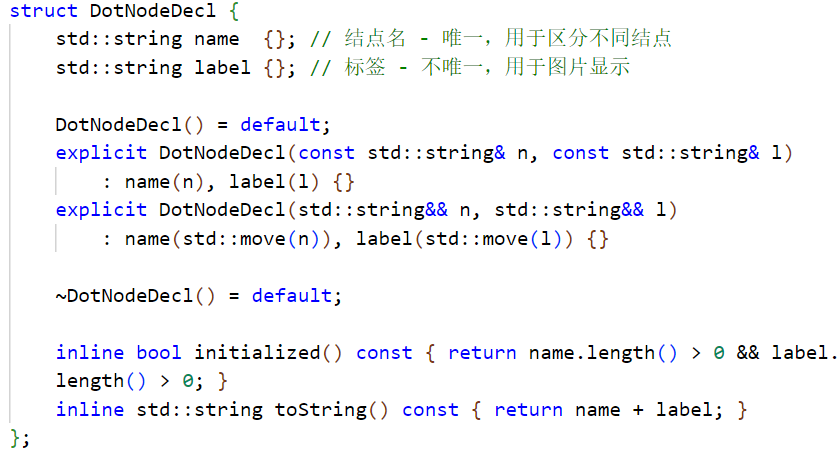 struct DotNodeDecl {
    std::string name  {}; // 结点名 - 唯一，用于区分不同结点
    std::string label {}; // 标签 - 不唯一，用于图片显示

    DotNodeDecl() = default;
    explicit DotNodeDecl(const std::string& n, const std::string& l)
        : name(n), label(l) {}
    explicit DotNodeDecl(std::string&& n, std::string&& l)
        : name(std::move(n)), label(std::move(l)) {}

    ~DotNodeDecl() = default;

    inline bool initialized() const { return name.length() > 0 && label.
    length() > 0; }
    inline std::string toString() const { return name + label; }
};